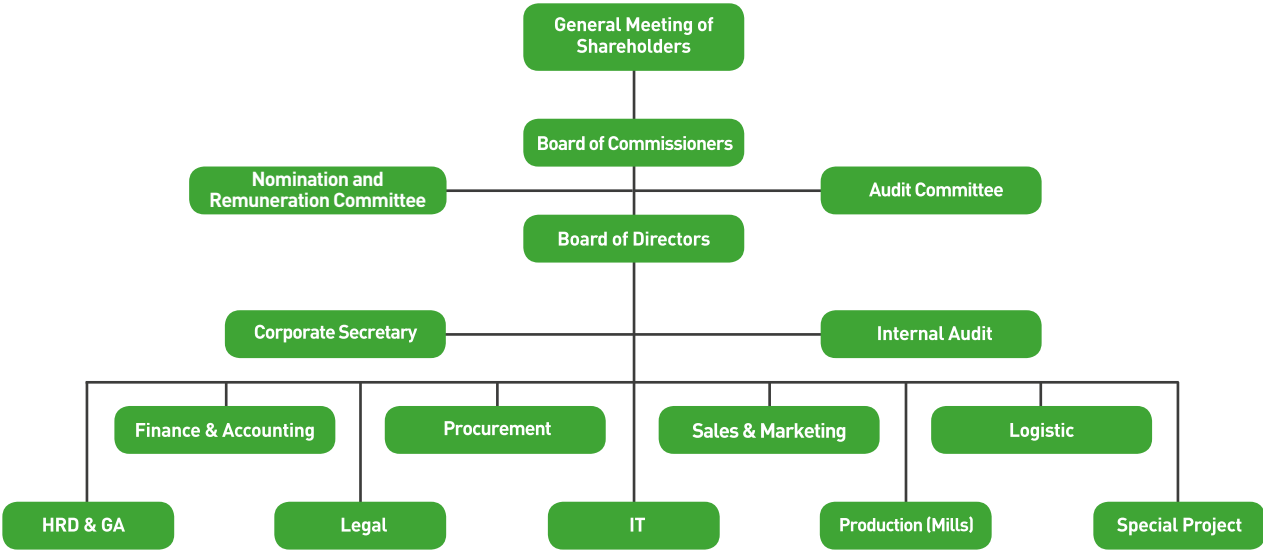 General Meeting of
Shareholders
Board of Commissioners
Nomination and
Remuneration Committee
Audit Committee
Board of Directors
Corporate Secretary
Internal Audit
Finance & Accounting
Procurement
Sales & Marketing
Logistic
HRD & GA
Legal
IT
Production (Mills)
Special Project